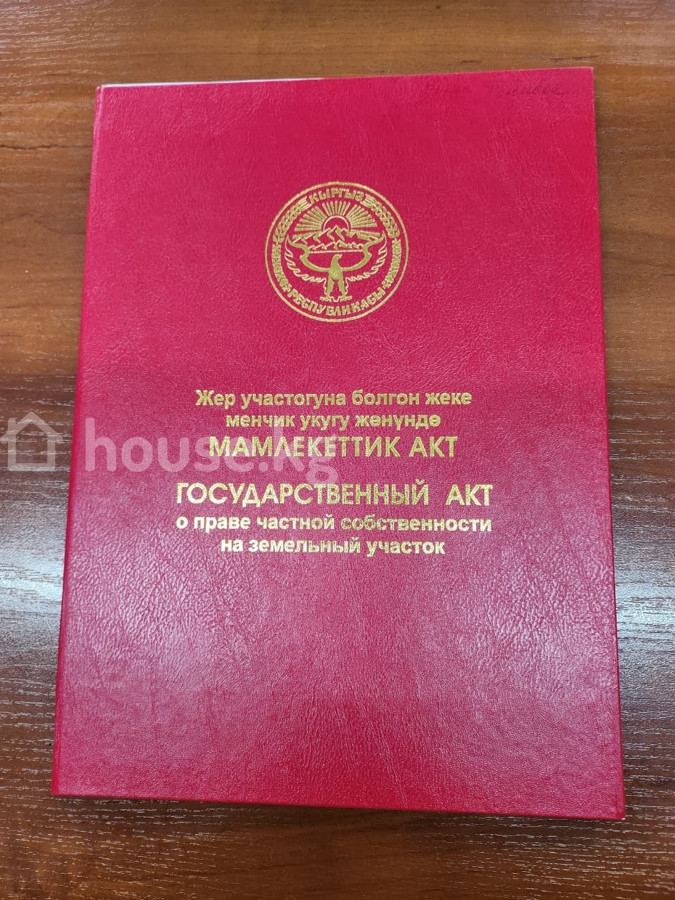 КЫРГЫЗ
РЕСПУБЛИКАСЫ
Жер участогуна болгон жеке
менчик укугу жөнүндө
МАМЛЕКЕТТИК АКТ
house.kg
ГОСУДАРСТВЕННЫЙ АКТ
о праве частной собственности
на земельный участок